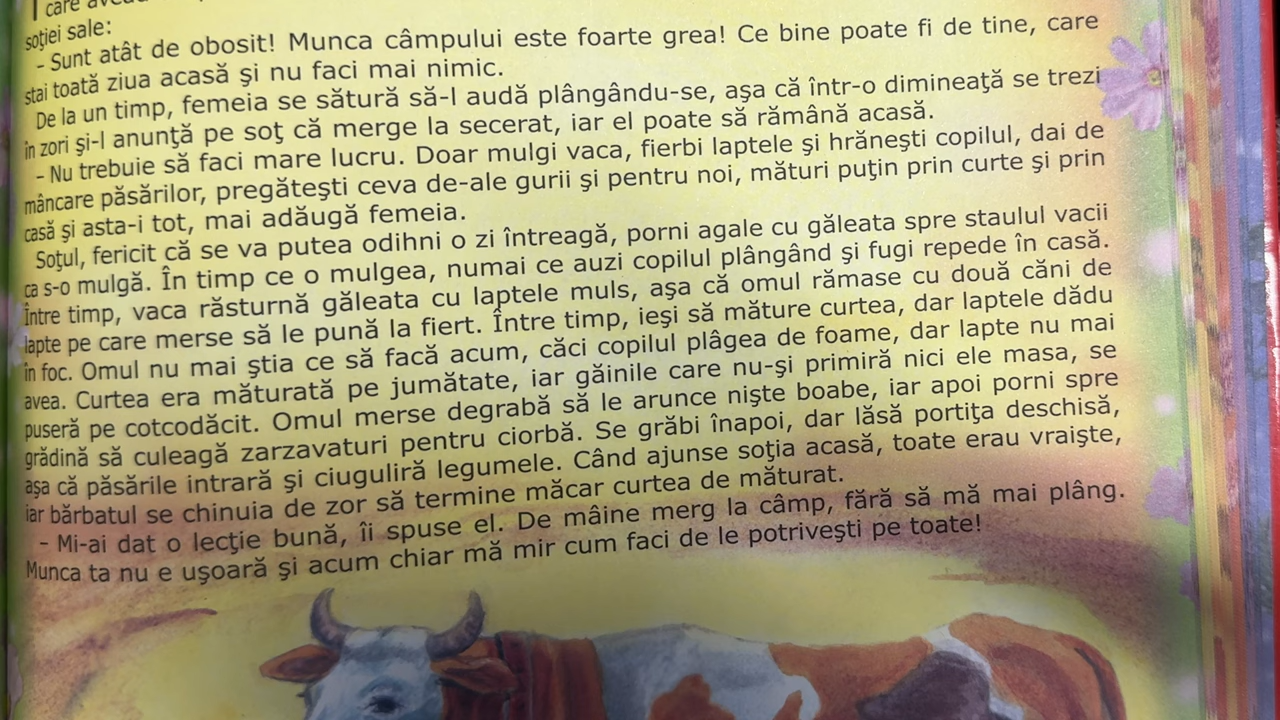 care
soţiei sale:
- Sunt atât de obosit! Munca câmpului este foarte grea! Ce bine poate fi de tine, care
stai toată ziua acasă şi nu faci mai nimic.
De la un timp, femeia se sătură să-l audă plângându-se, aşa că într-o dimineaţă se trezi
în zori şi-l anunţă pe soţ că merge la secerat, iar el poate să rămână acasă.
- Nu trebuie să faci mare lucru. Doar mulgi vaca, fierbi laptele şi hrăneşti copilul, dai de
mâncare păsărilor, pregăteşti ceva de-ale gurii şi pentru noi, mături puţin prin curte şi prin
casă şi asta-i tot, mai adăugă femeia.
Soţul, fericit că se va putea odihni o zi întreagă, porni agale cu găleata spre staulul vacii
ca s-o mulgă. În timp ce o mulgea, numai ce auzi copilul plângând şi fugi repede în casă.
Între timp, vaca răsturnă găleata cu laptele muls, aşa că omul rămase cu două căni de
lapte pe care merse să le pună la fiert. Între timp, ieşi să măture curtea, dar laptele dădu
în foc. Omul nu mai ştia ce să facă acum, căci copilul plâgea de foame, dar lapte nu mai
avea. Curtea era măturată pe jumătate, iar găinile care nu-şi primiră nici ele masa, se
puseră pe cotcodăcit. Omul merse degrabă să le arunce nişte boabe, iar apoi porni spre
grădină să culeagă zarzavaturi pentru ciorbă. Se grăbi înapoi, dar lăsă portiţa deschisă,
aşa că păsările intrară şi ciuguliră legumele. Când ajunse soţia acasă, toate erau vraişte,
iar bărbatul se chinuia de zor să termine măcar curtea de măturat.
- Mi-ai dat o lecţie bună, îi spuse el. De mâine merg la câmp, fără să mă mai plâng.
Munca ta nu e uşoară şi acum chiar mă mir cum faci de le potriveşti pe toate!